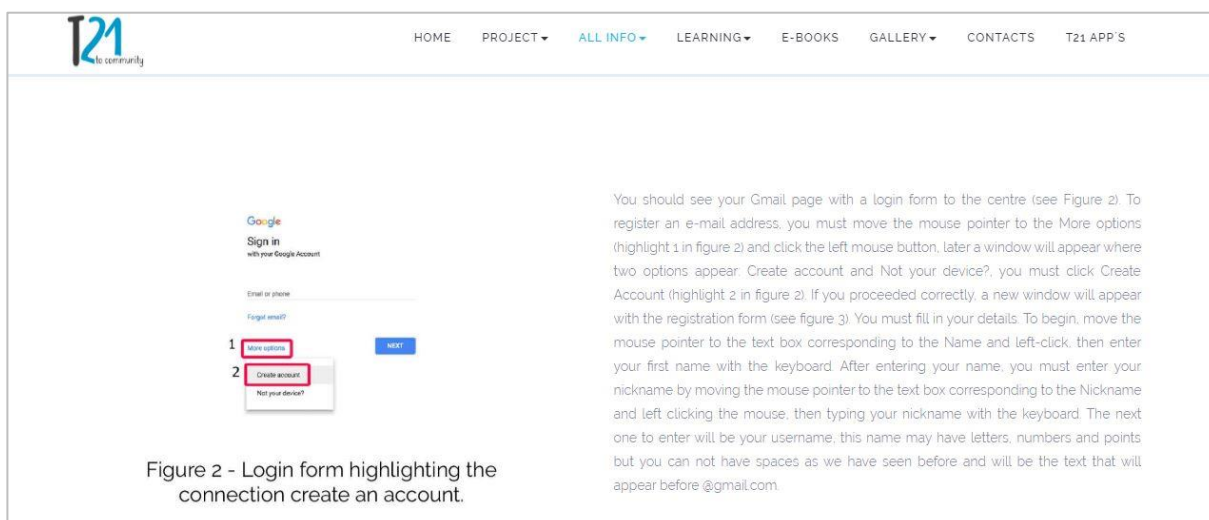 T21
to community
HOME PROJECT ALL INFO LEARNING E-BOOKS GALLERY CONTACTS T21 APP'S
Google
Sign in
with your Google Account
Email or phone
Forgot email?
1 More options NEXT
2 Create account
Not your device?
Figure 2 - Login form highlighting the
connection create an account.
You should see your Gmail page with a login form to the centre (see Figure 2). To
register an e-mail address, you must move the mouse pointer to the More options
(highlight 1 in figure 2) and click the left mouse button, later a window will appear where
two options appear: Create account and Not your device?, you must click Create
Account (highlight 2 in figure 2). If you proceeded correctly, a new window will appear
with the registration form (see figure 3). You must fill in your details. To begin, move the
mouse pointer to the text box corresponding to the Name and left-click, then enter
your first name with the keyboard. After entering your name, you must enter your
nickname by moving the mouse pointer to the text box corresponding to the Nickname
and left clicking the mouse, then typing your nickname with the keyboard. The next
one to enter will be your username, this name may have letters, numbers and points
but you can not have spaces as we have seen before and will be the text that will
appear before @gmail.com.